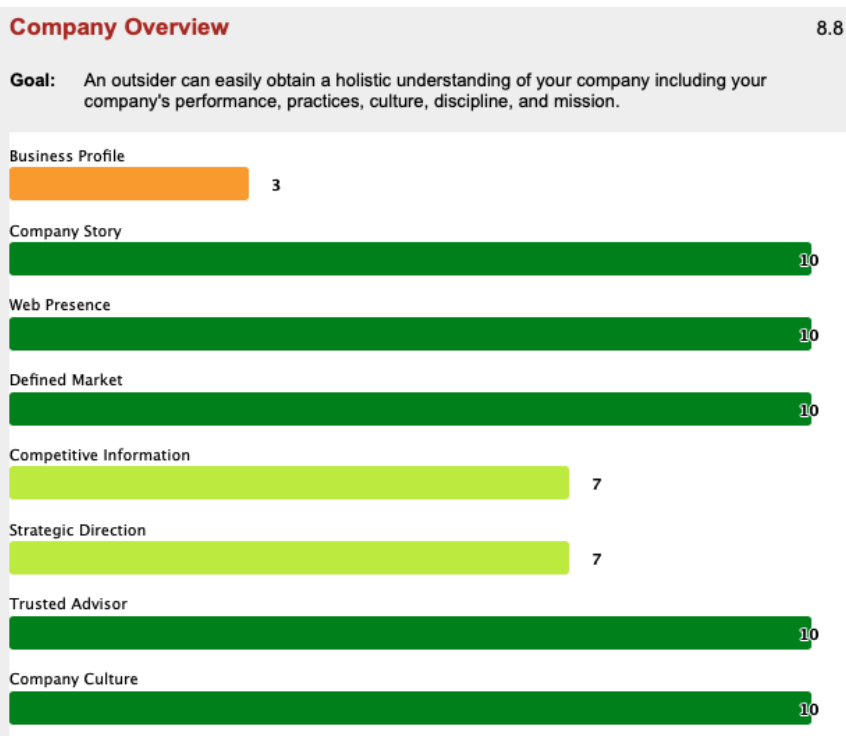 Company Overview 8.8
Goal: An outsider can easily obtain a holistic understanding of your company including your
company's performance, practices, culture, discipline, and mission.
Business Profile
3
Company Story
10
Web Presence
10
Defined Market
10
Competitive Information
7
Strategic Direction
7
Trusted Advisor
10
Company Culture
10